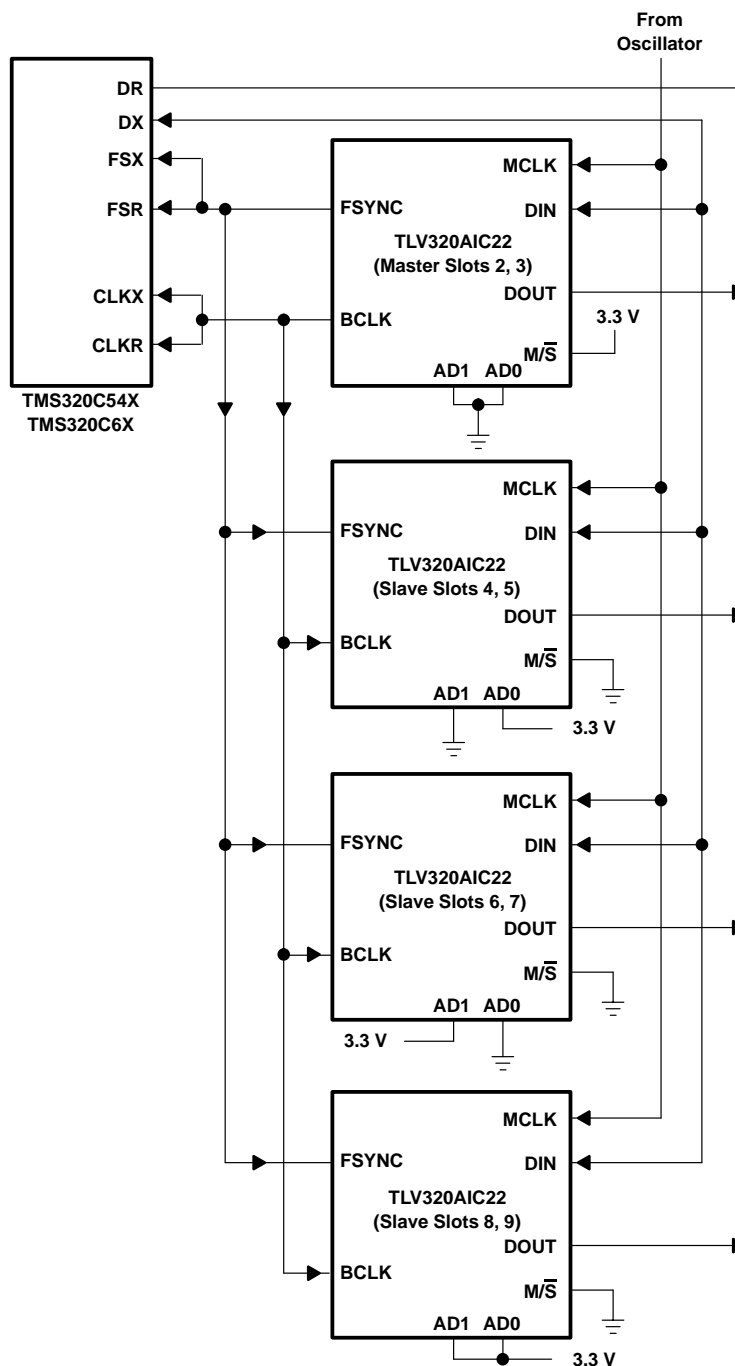 From
Oscillator
DR
DX
FSX
FSR
CLKX
CLKR
TMS320C54X
TMS320C6X
MCLK
FSYNC
DIN
TLV320AIC22
(Master Slots 2, 3)
DOUT
BCLK
3.3 V
M/S̅
AD1 AD0
MCLK
FSYNC
DIN
TLV320AIC22
(Slave Slots 4, 5)
DOUT
BCLK
M/S̅
AD1 AD0
3.3 V
MCLK
FSYNC
DIN
TLV320AIC22
(Slave Slots 6, 7)
DOUT
BCLK
M/S̅
AD1 AD0
3.3 V
MCLK
FSYNC
DIN
TLV320AIC22
(Slave Slots 8, 9)
DOUT
BCLK
M/S̅
AD1 AD0
3.3 V